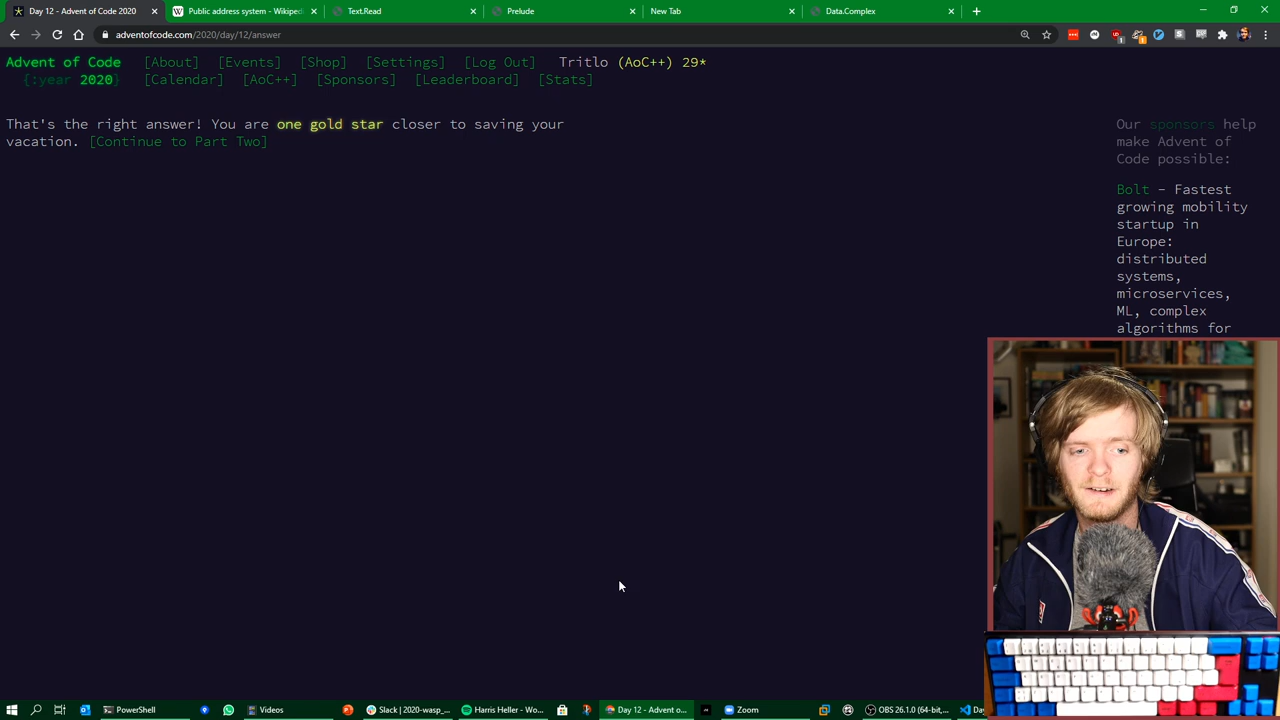 Day 12 - Advent of Code 2020
Public address system - Wikiped
Text.Read
Prelude
New Tab
Data.Complex
adventofcode.com/2020/day/12/answer
Advent of Code [About] [Events] [Shop] [Settings] [Log Out] Tritlo (AoC++) 29*
{:year 2020} [Calendar] [AoC++] [Sponsors] [Leaderboard] [Stats]
That's the right answer! You are one gold star closer to saving your
vacation. [Continue to Part Two]
Our sponsors help
make Advent of
Code possible:
Bolt - Fastest
growing mobility
startup in
Europe:
distributed
systems,
microservices,
ML, complex
algorithms for
PowerShell
Videos
Slack | 2020-wasp_...
Harris Heller - Wo...
Day 12 - Advent o...
Zoom
OBS 26.1.0 (64-bit,...